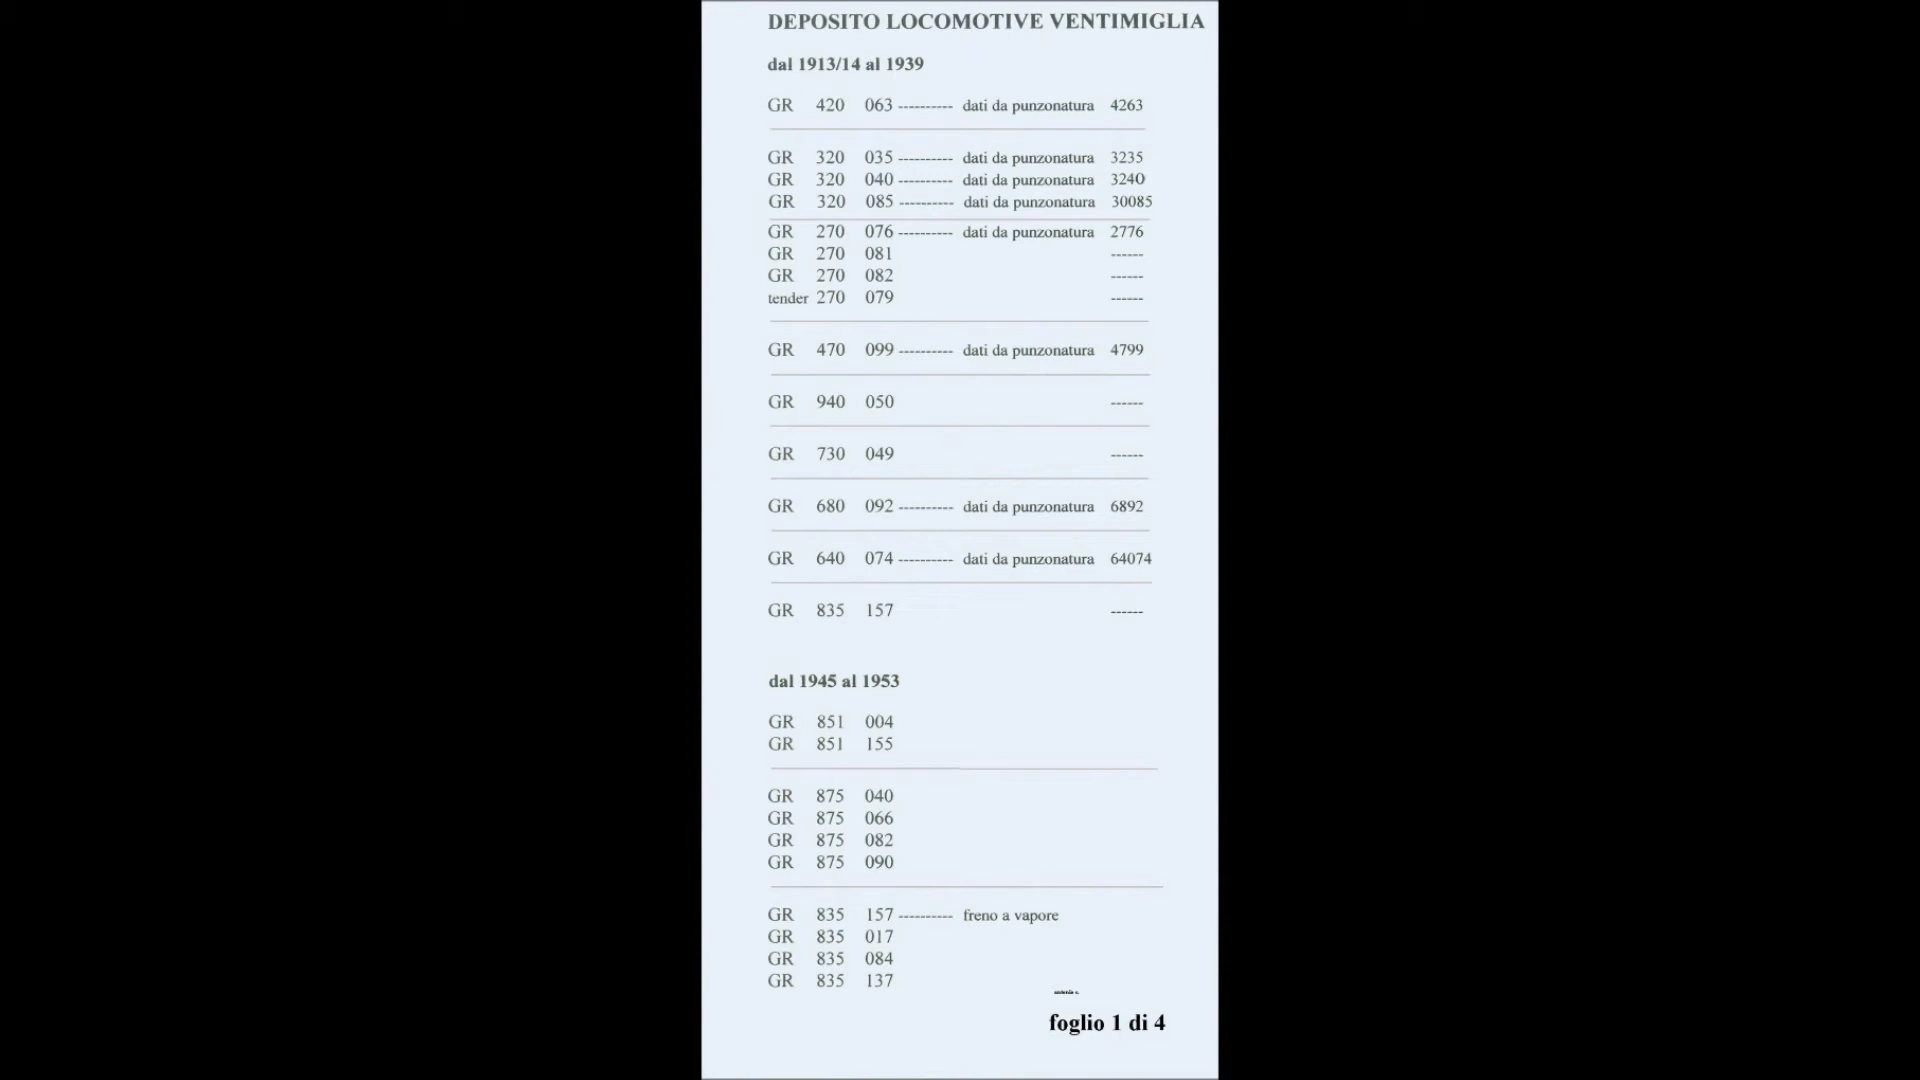 DEPOSITO LOCOMOTIVE VENTIMIGLIA
dal 1913/14 al 1939
GR 420 063 ---------- dati da punzonatura 4263
GR 320 035 ---------- dati da punzonatura 3235
GR 320 040 ---------- dati da punzonatura 3240
GR 320 085 ---------- dati da punzonatura 30085
GR 270 076 ---------- dati da punzonatura 2776
GR 270 081 ------
GR 270 082 ------
tender 270 079 ------
GR 470 099 ---------- dati da punzonatura 4799
GR 940 050 ------
GR 730 049 ------
GR 680 092 ---------- dati da punzonatura 6892
GR 640 074 ---------- dati da punzonatura 64074
GR 835 157 ------
dal 1945 al 1953
GR 851 004
GR 851 155
GR 875 040
GR 875 066
GR 875 082
GR 875 090
GR 835 157 ---------- freno a vapore
GR 835 017
GR 835 084
GR 835 137
foglio 1 di 4